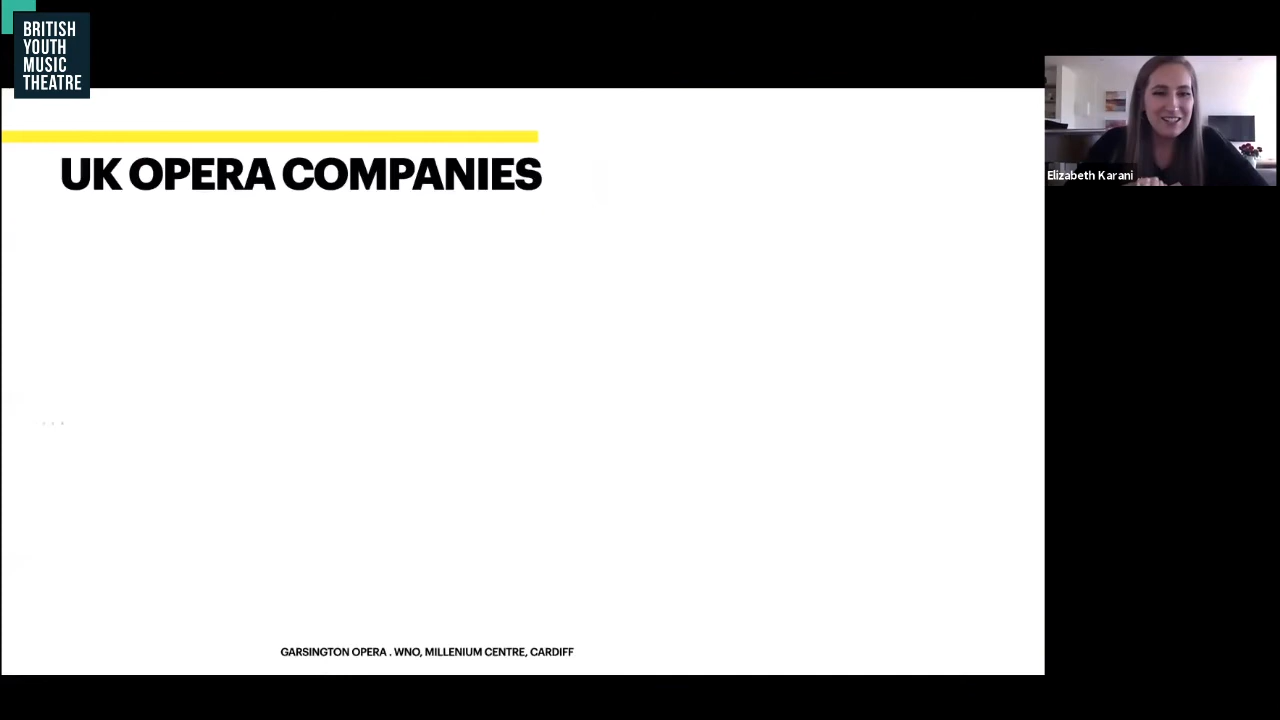 BRITISH
YOUTH
MUSIC
THEATRE
UK OPERA COMPANIES
Elizabeth Karani
GARSINGTON OPERA . WNO, MILLENIUM CENTRE, CARDIFF